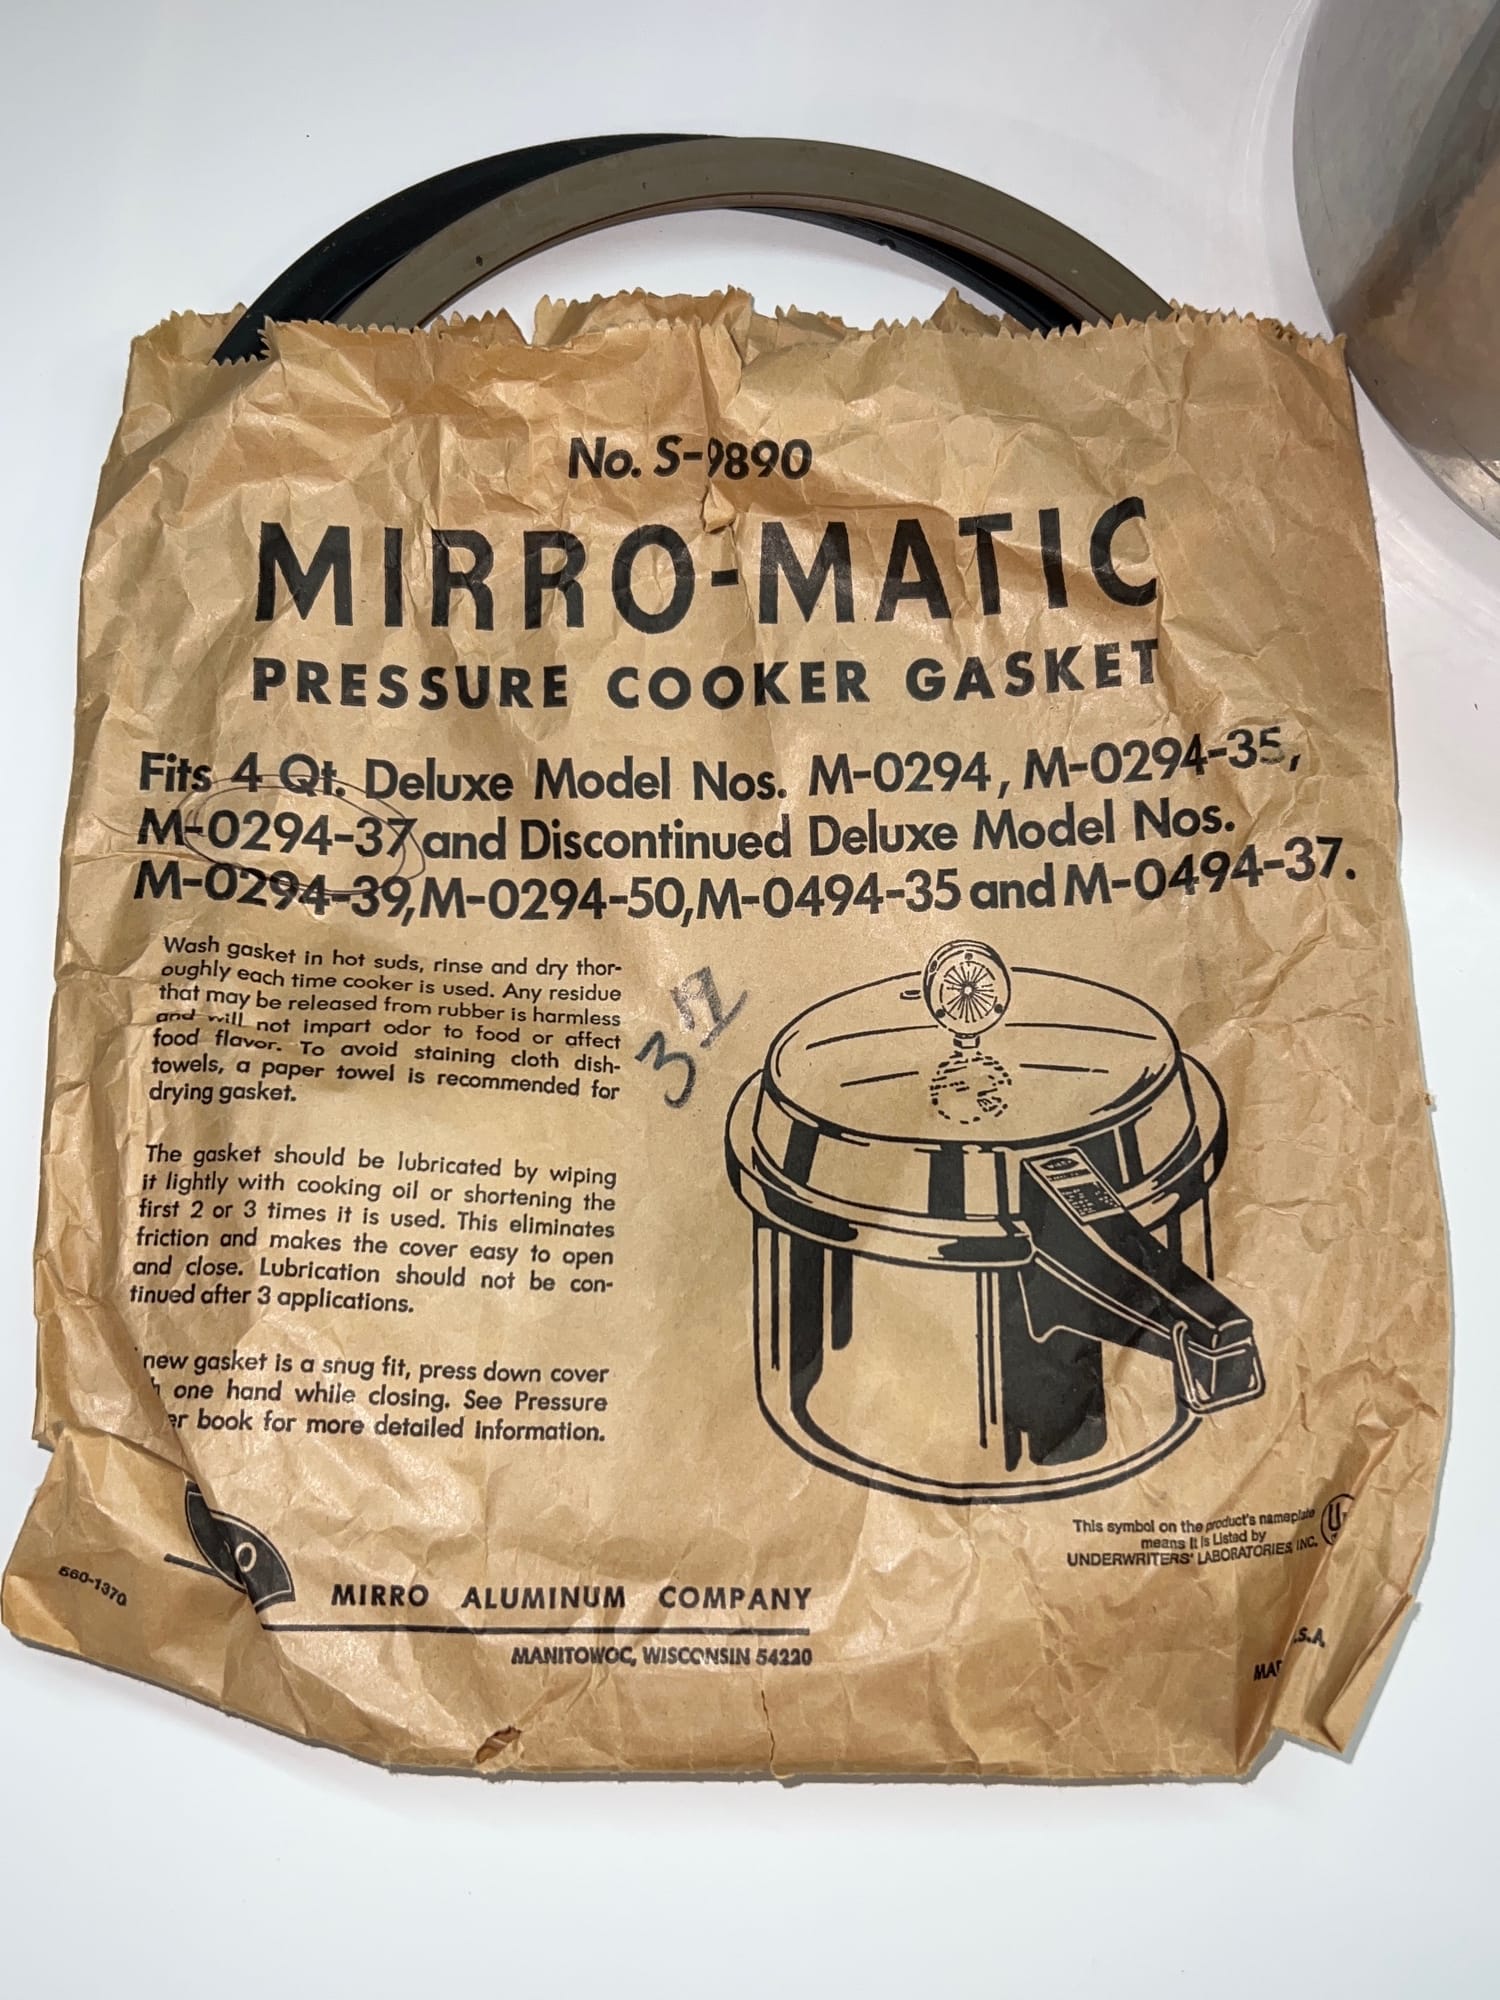 No. S-9890
MIRRO-MATIC
PRESSURE COOKER GASKET
Fits 4 Qt. Deluxe Model Nos. M-0294, M-0294-35,
M-0294-37 and Discontinued Deluxe Model Nos.
M-0294-39, M-0294-50, M-0494-35 and M-0494-37.
Wash gasket in hot suds, rinse and dry thor-
oughly each time cooker is used. Any residue
that may be released from rubber is harmless
and will not impart odor to food or affect
food flavor. To avoid staining cloth dish-
towels, a paper towel is recommended for
drying gasket.
The gasket should be lubricated by wiping
it lightly with cooking oil or shortening the
first 2 or 3 times it is used. This eliminates
friction and makes the cover easy to open
and close. Lubrication should not be con-
tinued after 3 applications.
new gasket is a snug fit, press down cover
one hand while closing. See Pressure
er book for more detailed information.
MIRRO ALUMINUM COMPANY
MANITOWOC, WISCONSIN 54220
560-1370
This symbol on the product's nameplate
means it is Listed by
UNDERWRITERS' LABORATORIES, INC.
.S.A.